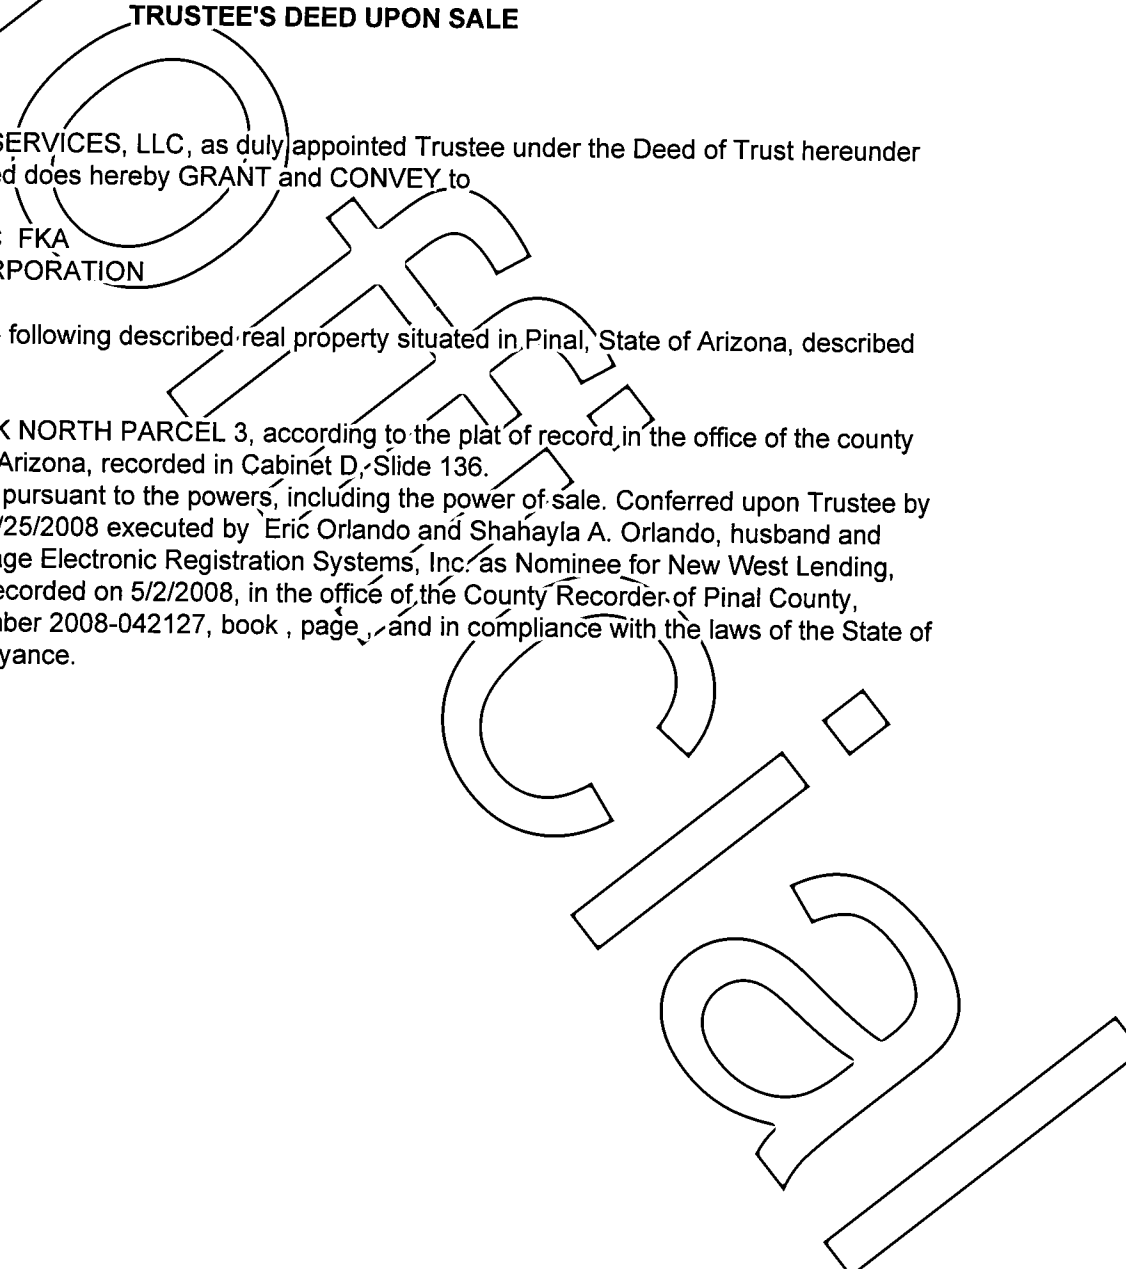 TRUSTEE'S DEED UPON SALE
SERVICES, LLC, as duly appointed Trustee under the Deed of Trust hereunder
does hereby GRANT and CONVEY to
FKA
RPORATION
following described real property situated in Pinal, State of Arizona, described
K NORTH PARCEL 3, according to the plat of record in the office of the county
Arizona, recorded in Cabinet D, Slide 136.
pursuant to the powers, including the power of sale. Conferred upon Trustee by
/25/2008 executed by Eric Orlando and Shahayla A. Orlando, husband and
ge Electronic Registration Systems, Inc. as Nominee for New West Lending,
ecorded on 5/2/2008, in the office of the County Recorder of Pinal County,
ber 2008-042127, book , page , and in compliance with the laws of the State of
yance.
official